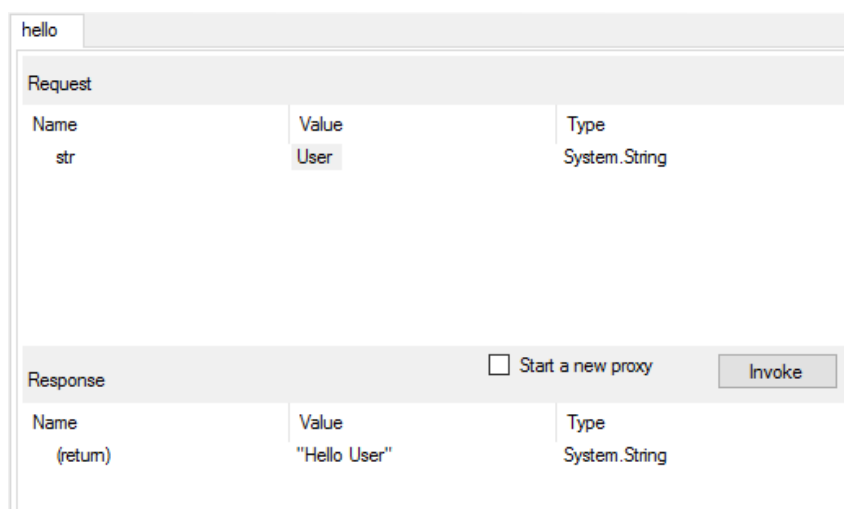 hello
Request
Name Value Type
str User System.String
Start a new proxy Invoke
Response
Name Value Type
(return) "Hello User" System.String